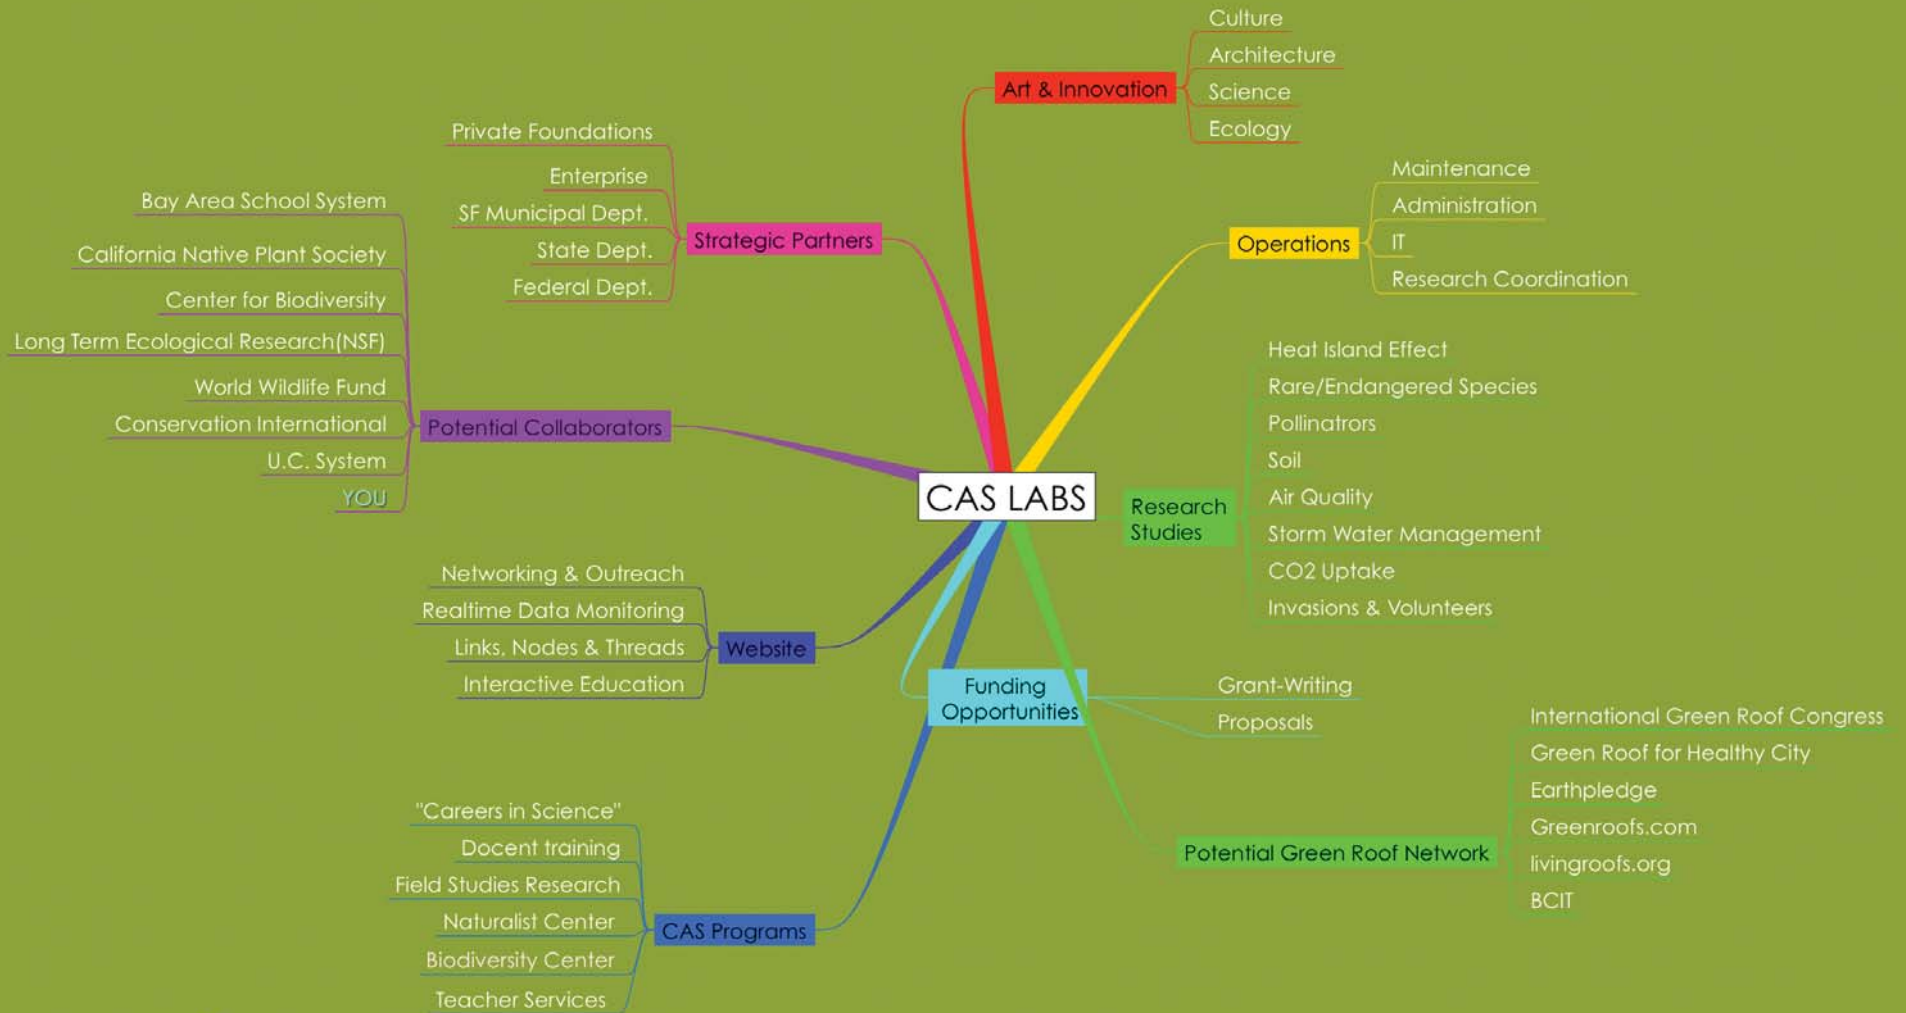 CAS LABS
Art & Innovation
Culture
Architecture
Science
Ecology
Operations
Maintenance
Administration
IT
Research Coordination
Research
Studies
Heat Island Effect
Rare/Endangered Species
Pollinatrors
Soil
Air Quality
Storm Water Management
CO2 Uptake
Invasions & Volunteers
Funding
Opportunities
Grant-Writing
Proposals
Potential Green Roof Network
International Green Roof Congress
Green Roof for Healthy City
Earthpledge
Greenroofs.com
livingroofs.org
BCIT
Strategic Partners
Private Foundations
Enterprise
SF Municipal Dept.
State Dept.
Federal Dept.
Potential Collaborators
Bay Area School System
California Native Plant Society
Center for Biodiversity
Long Term Ecological Research(NSF)
World Wildlife Fund
Conservation International
U.C. System
YOU
Website
Networking & Outreach
Realtime Data Monitoring
Links, Nodes & Threads
Interactive Education
CAS Programs
"Careers in Science"
Docent training
Field Studies Research
Naturalist Center
Biodiversity Center
Teacher Services